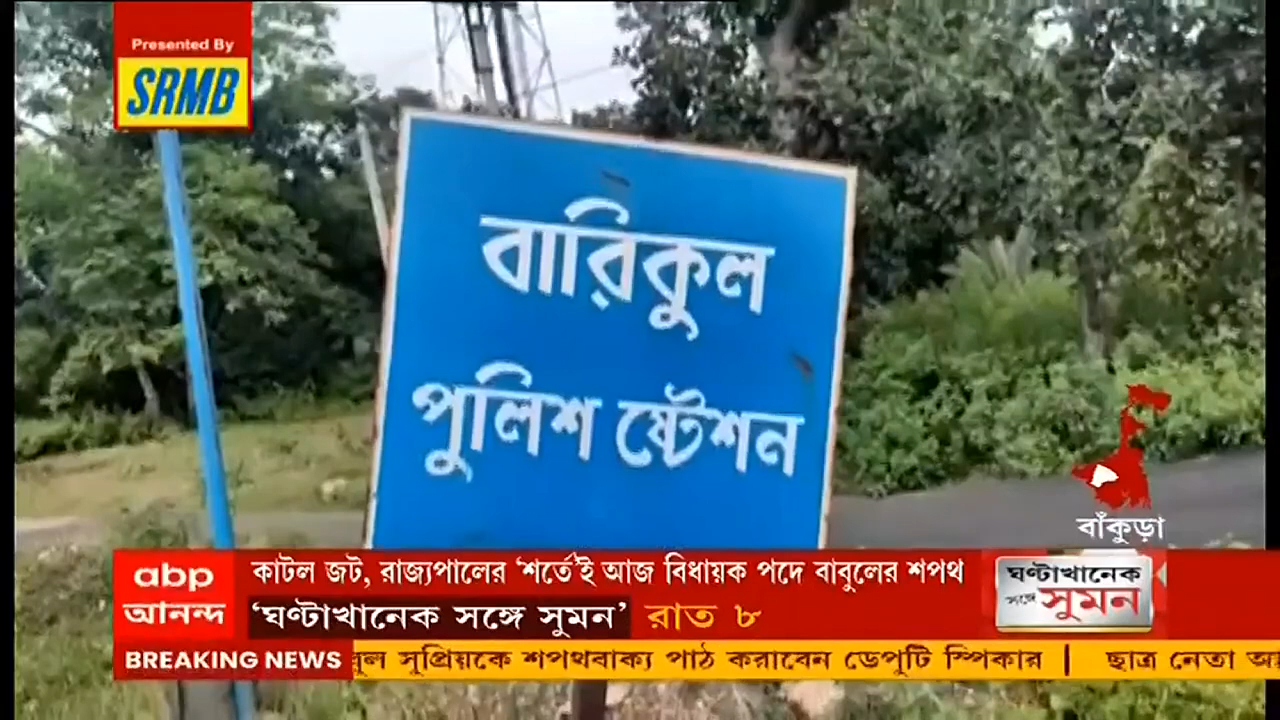 Presented By
SRMB
বারিকুল
পুলিশ ষ্টেশন
বাঁকুড়া
abp
আনন্দ
কাটল জট, রাজ্যপালের 'শর্তে'ই আজ বিধায়ক পদে বাবুলের শপথ
'ঘণ্টাখানেক সঙ্গে সুমন' রাত ৮
ঘণ্টাখানেক
সঙ্গে সুমন
BREAKING NEWS
সুপ্রিয়কে শপথবাক্য পাঠ করাবেন ডেপুটি স্পিকার | ছাত্র নেতা